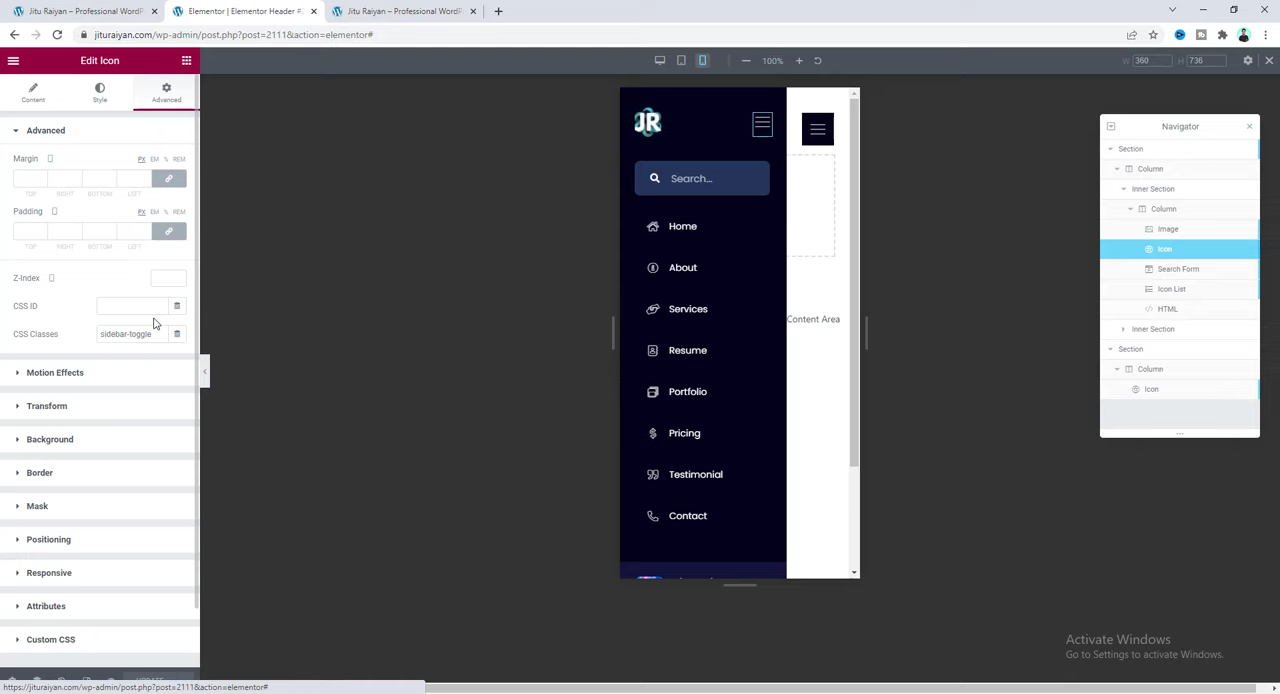 Jitu Raiyan – Professional WordP
Elementor | Elementor Header #2
Jitu Raiyan – Professional WordP
jituraiyan.com/wp-admin/post.php?post=2111&action=elementor#
Edit Icon
100%
W 360
H 736
Content
Style
Advanced
Advanced
Margin
PX EM % REM
TOP RIGHT BOTTOM LEFT
Padding
PX EM % REM
TOP RIGHT BOTTOM LEFT
Z-Index
CSS ID
CSS Classes
sidebar-toggle
Motion Effects
Transform
Background
Border
Mask
Positioning
Responsive
Attributes
Custom CSS
UPDATE
https://jituraiyan.com/wp-admin/post.php?post=2111&action=elementor#
JR
Search...
Home
About
Services
Resume
Portfolio
Pricing
Testimonial
Contact
Content Area
Navigator
Section
Column
Inner Section
Column
Image
Icon
Search Form
Icon List
HTML
Inner Section
Section
Column
Icon
Activate Windows
Go to Settings to activate Windows.